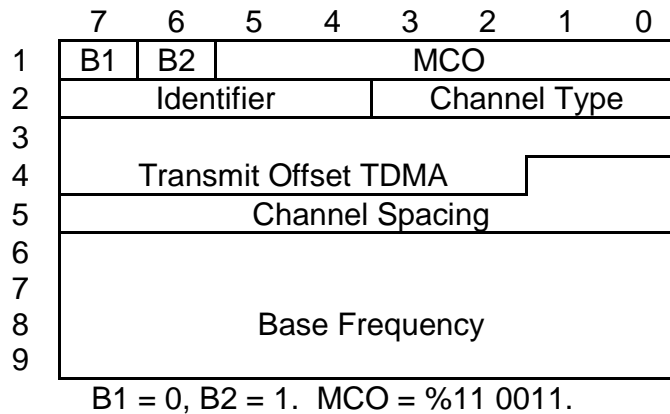 7 6 5 4 3 2 1 0
1 B1 B2 MCO
2 Identifier Channel Type
3
4 Transmit Offset TDMA
5 Channel Spacing
6
7
8 Base Frequency
9
B1 = 0, B2 = 1. MCO = %11 0011.